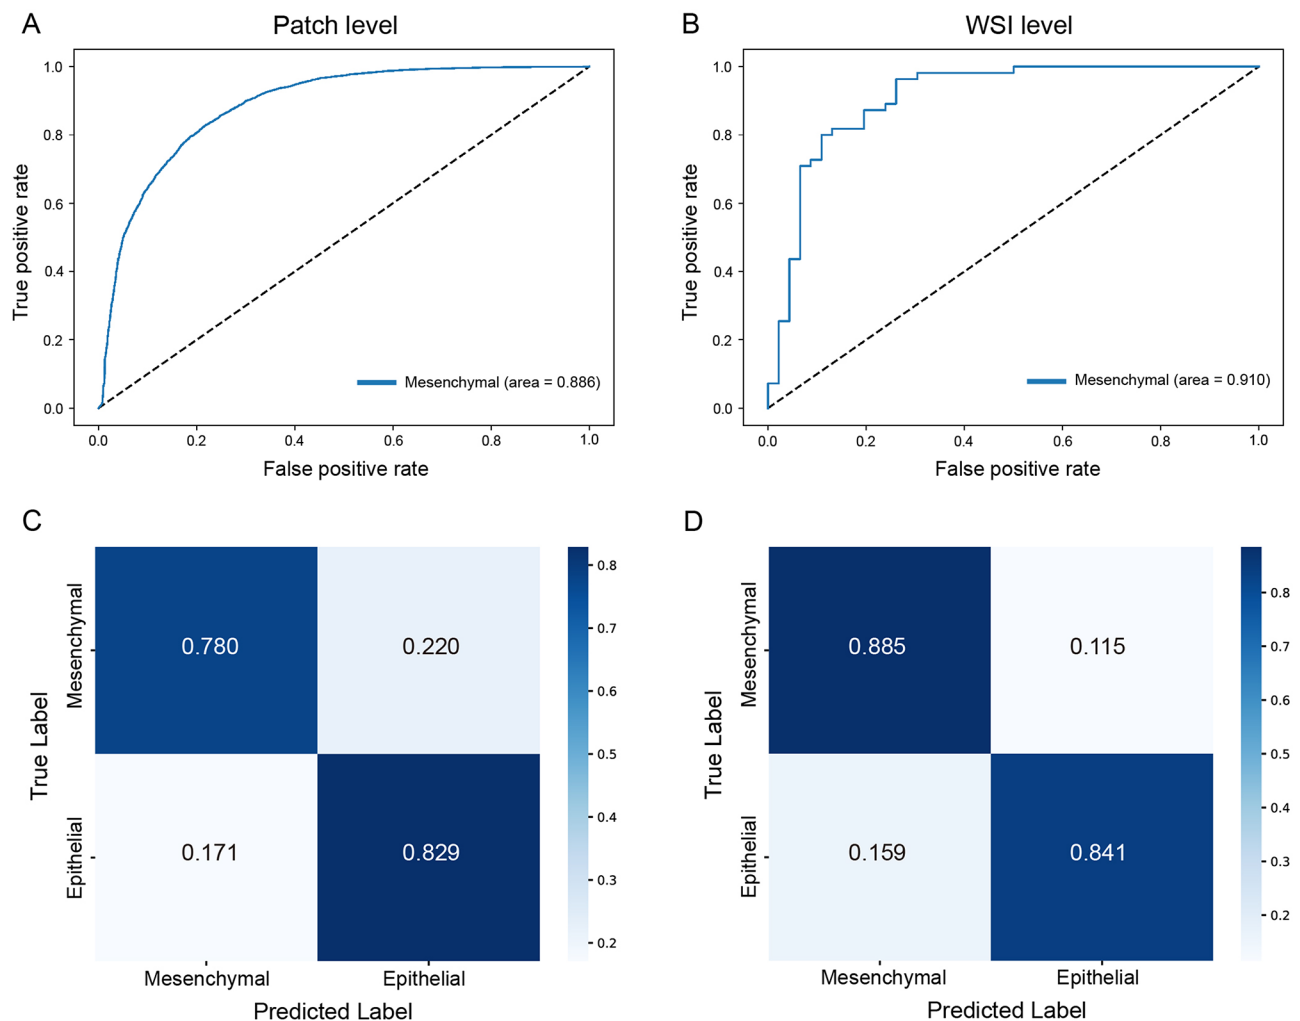 A
Patch level
1.0
0.8
0.6
0.4
0.2
0.0
True positive rate
Mesenchymal (area = 0.886)
0.0
0.2
0.4
0.6
0.8
1.0
False positive rate
B
WSI level
1.0
0.8
0.6
0.4
0.2
0.0
True positive rate
Mesenchymal (area = 0.910)
0.0
0.2
0.4
0.6
0.8
1.0
False positive rate
C
True Label
Mesenchymal
Epithelial
0.780
0.220
0.171
0.829
0.8
0.7
0.6
0.5
0.4
0.3
0.2
Mesenchymal
Epithelial
Predicted Label
D
True Label
Mesenchymal
Epithelial
0.885
0.115
0.159
0.841
0.8
0.7
0.6
0.5
0.4
0.3
0.2
Mesenchymal
Epithelial
Predicted Label